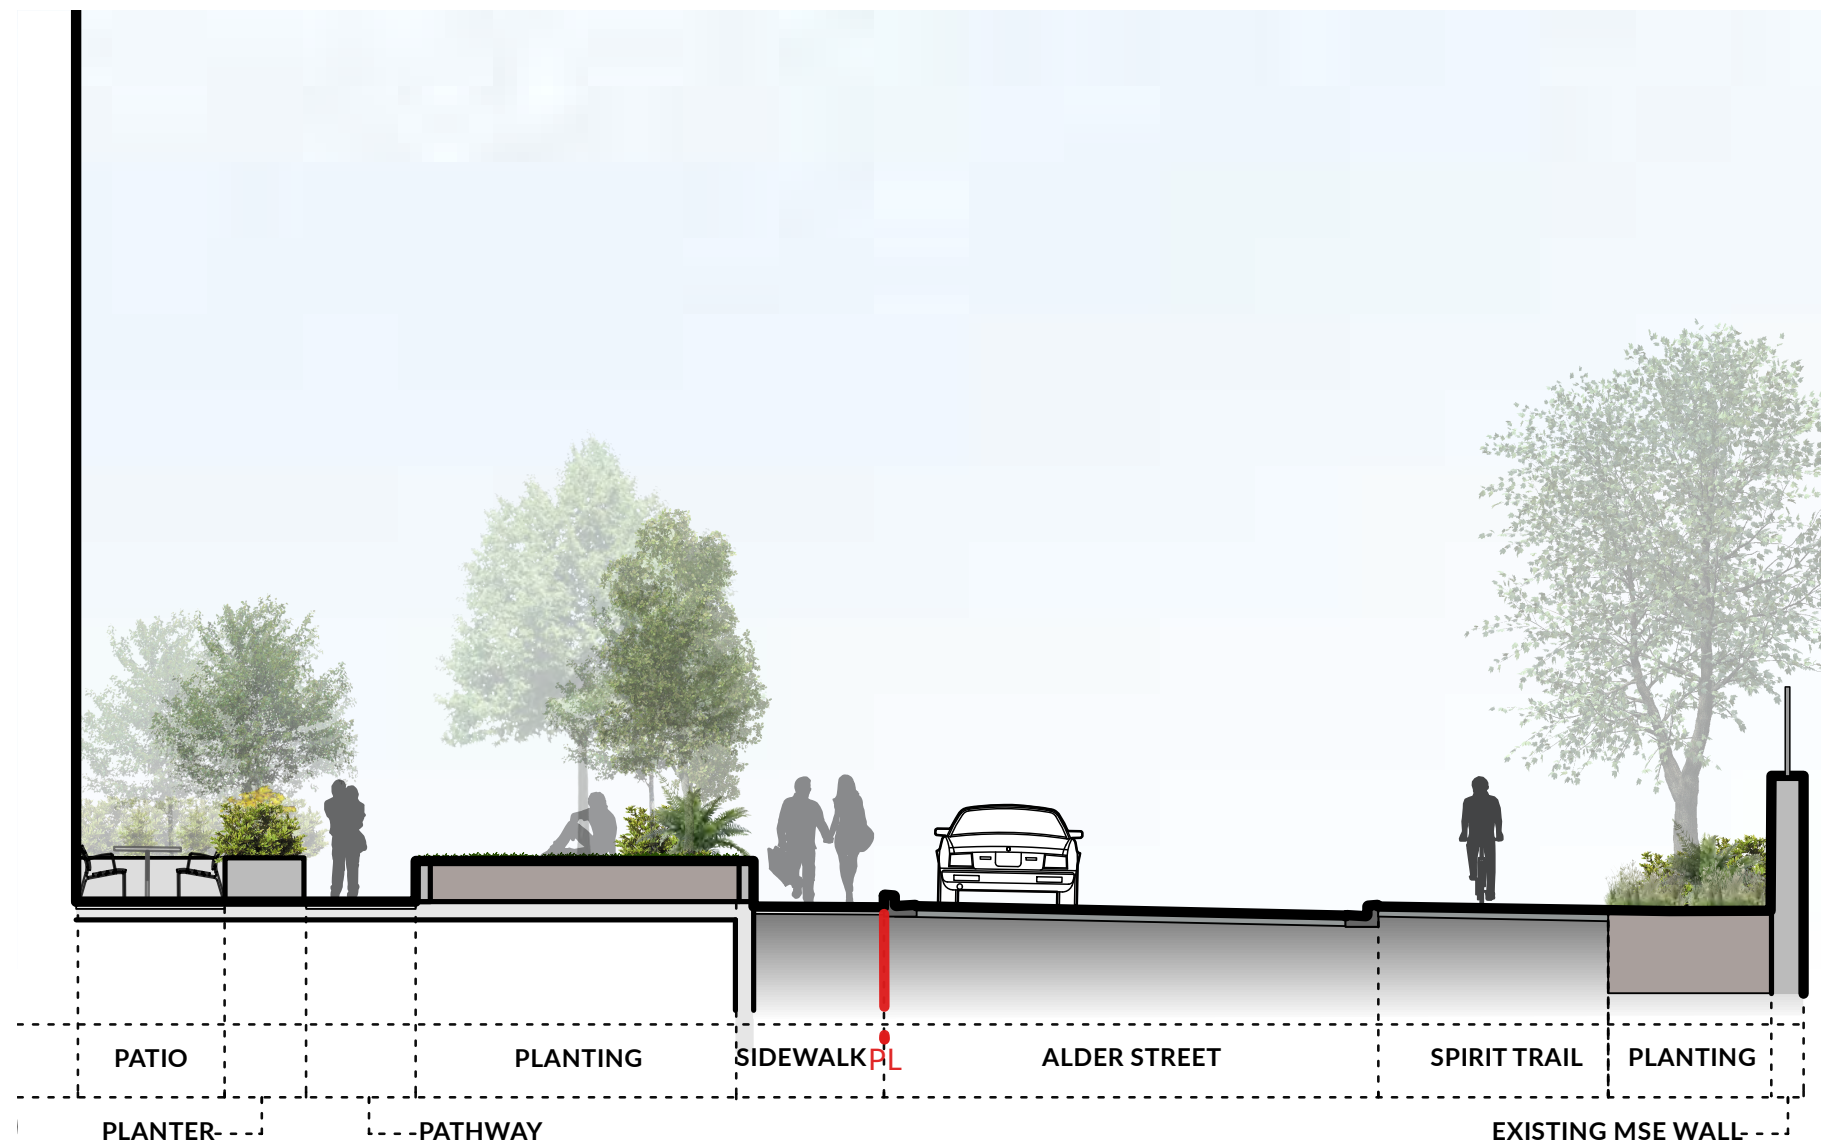 PATIO
PLANTING
SIDEWALK
PL
ALDER STREET
SPIRIT TRAIL
PLANTING
PLANTER
PATHWAY
EXISTING MSE WALL